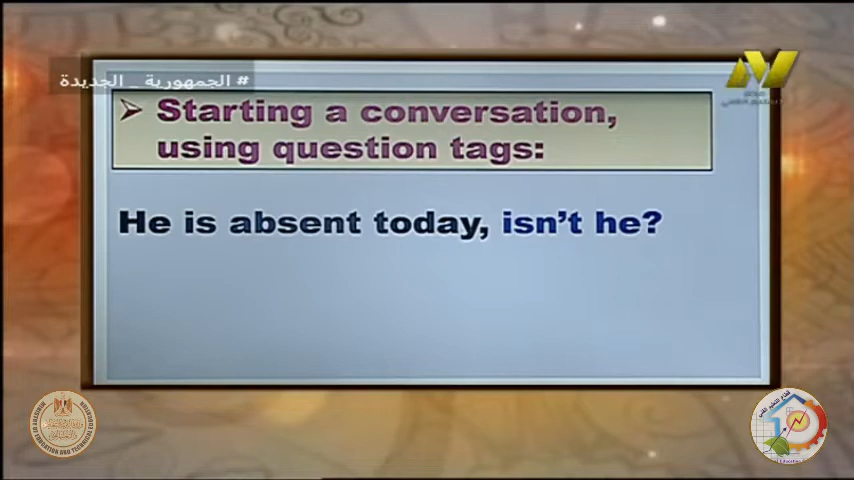 # الجمهورية _ الجديدة
➢ Starting a conversation,
using question tags:
He is absent today, isn't he?